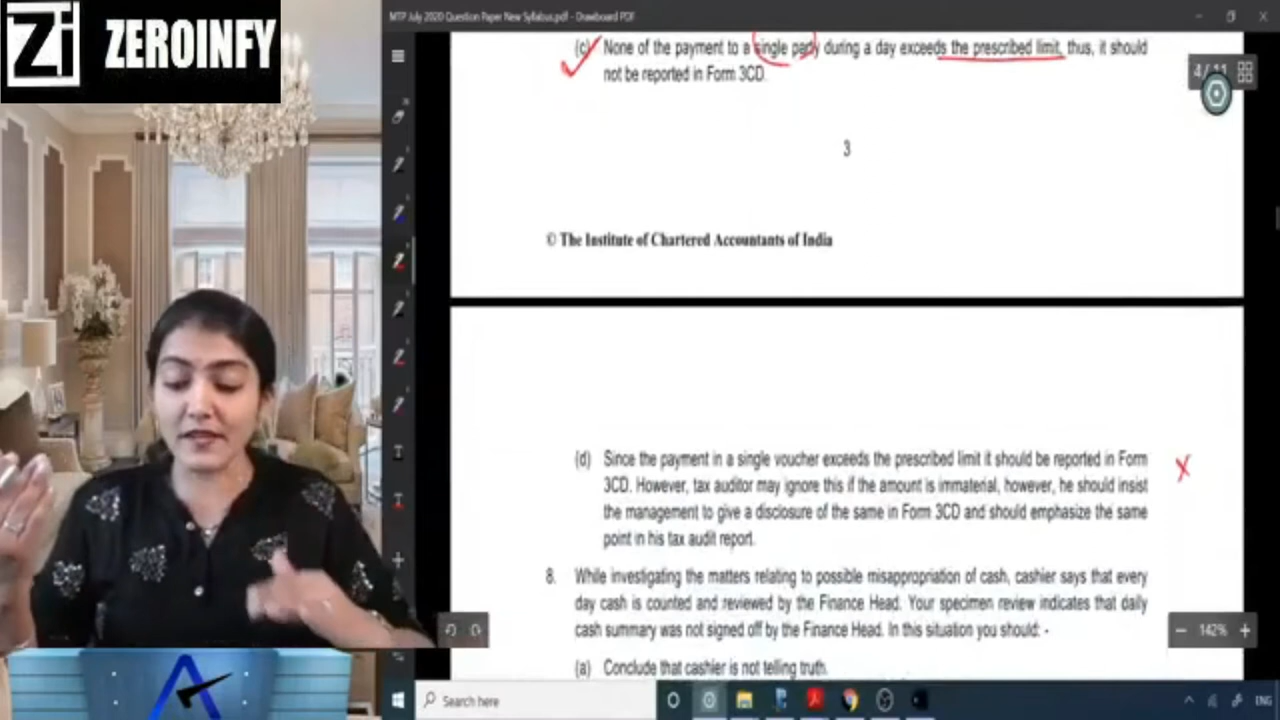 Zi ZEROINFY
MTP July 2020 Question Paper New Syllabus.pdf - Drawboard PDF
(c) None of the payment to a single party during a day exceeds the prescribed limit, thus, it should
not be reported in Form 3CD.
4/11
3
© The Institute of Chartered Accountants of India
(d) Since the payment in a single voucher exceeds the prescribed limit it should be reported in Form
3CD. However, tax auditor may ignore this if the amount is immaterial, however, he should insist
the management to give a disclosure of the same in Form 3CD and should emphasize the same
point in his tax audit report.
8. While investigating the matters relating to possible misappropriation of cash, cashier says that every
day cash is counted and reviewed by the Finance Head. Your specimen review indicates that daily
cash summary was not signed off by the Finance Head. In this situation you should: -
142%
(a) Conclude that cashier is not telling truth.
Search here
ENG